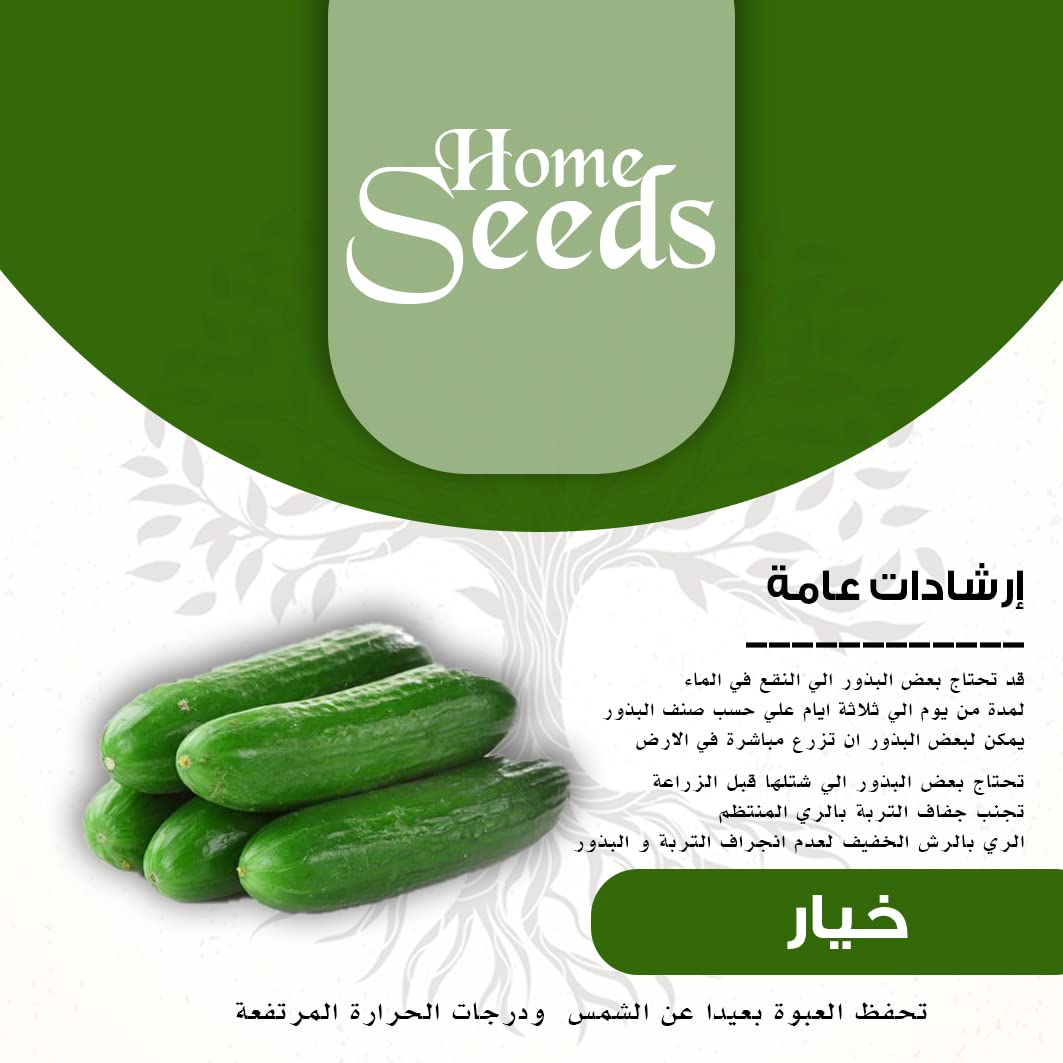 Home
Seeds
إرشادات عامة
قد تحتاج بعض البذور الي النقع في الماء
لمدة من يوم الي ثلاثة ايام علي حسب صنف البذور
يمكن لبعض البذور ان تزرع مباشرة في الارض
تحتاج بعض البذور الي شتلها قبل الزراعة
تجنب جفاف التربة بالري المنتظم
الري بالرش الخفيف لعدم انجراف التربة و البذور
خيار
تحفظ العبوة بعيدا عن الشمس ودرجات الحرارة المرتفعة